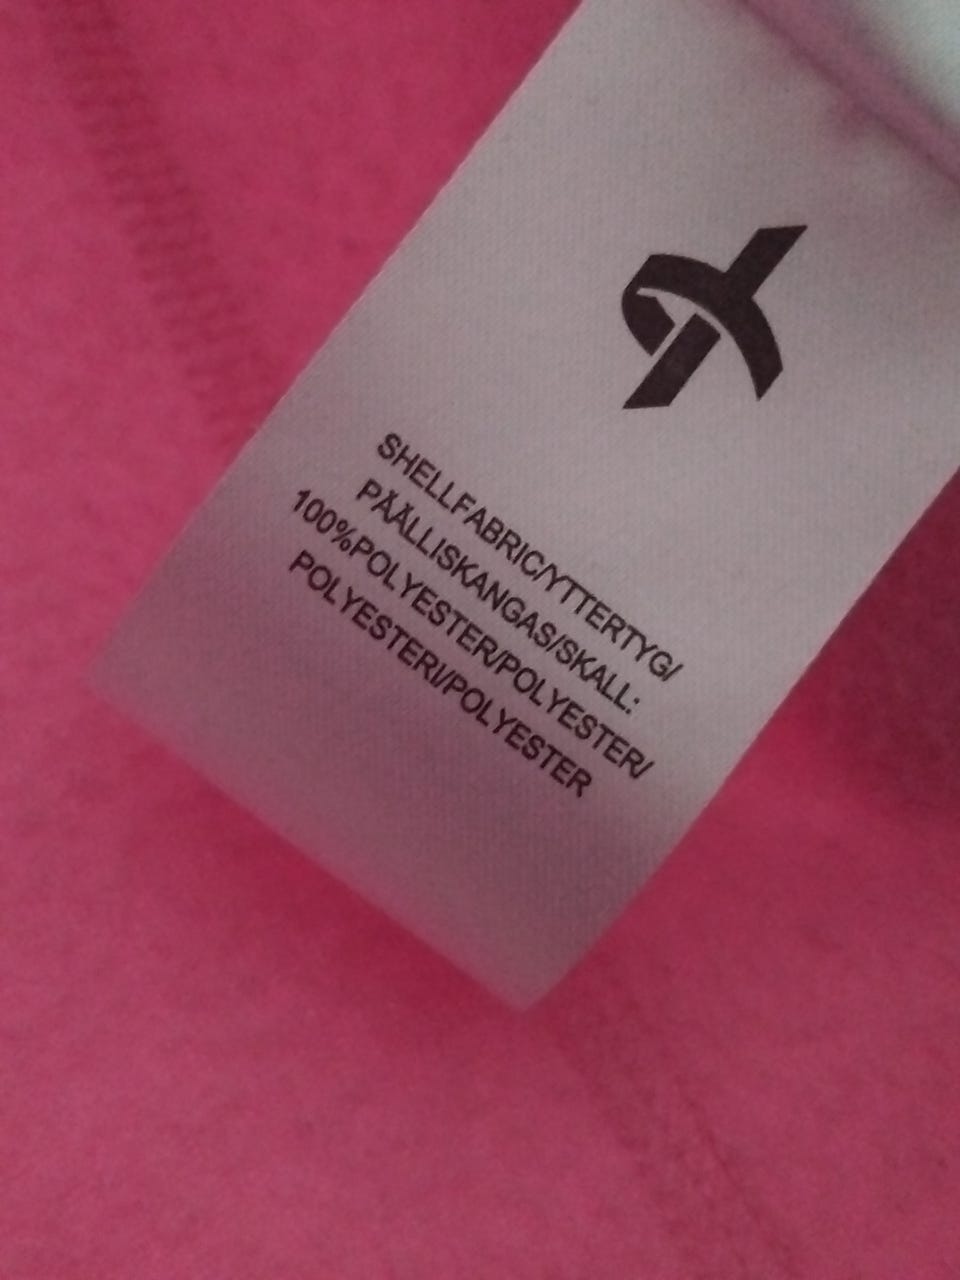 SHELLFABRIC/YTTERTYG/
PÄÄLLISKANGAS/SKALL:
100%POLYESTER/POLYESTER/
POLYESTERI/POLYESTER